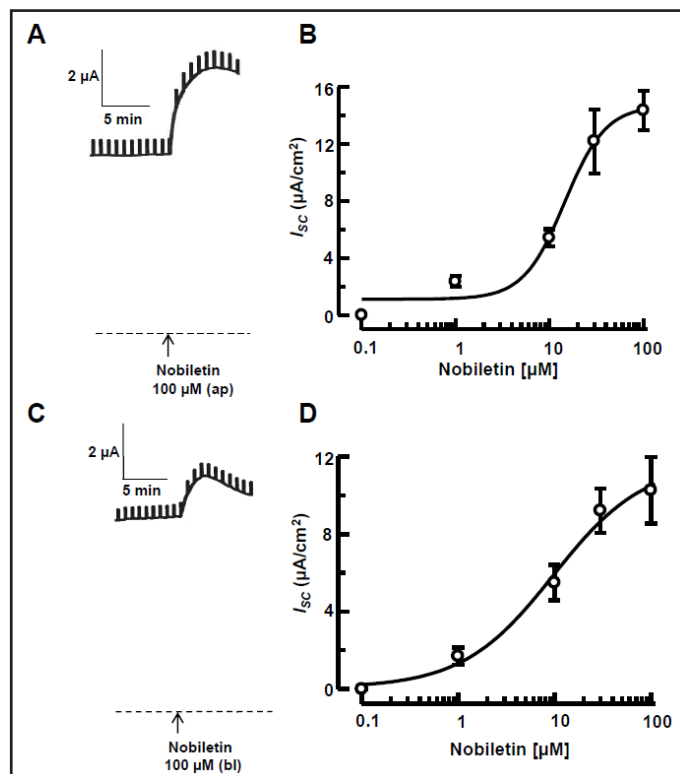 A
2 µA
5 min
Nobiletin
100 µM (ap)
B
16
12
8
4
0
I_SC (µA/cm²)
0.1 1 10 100
Nobiletin [µM]
C
2 µA
5 min
Nobiletin
100 µM (bl)
D
12
8
4
0
I_SC (µA/cm²)
0.1 1 10 100
Nobiletin [µM]